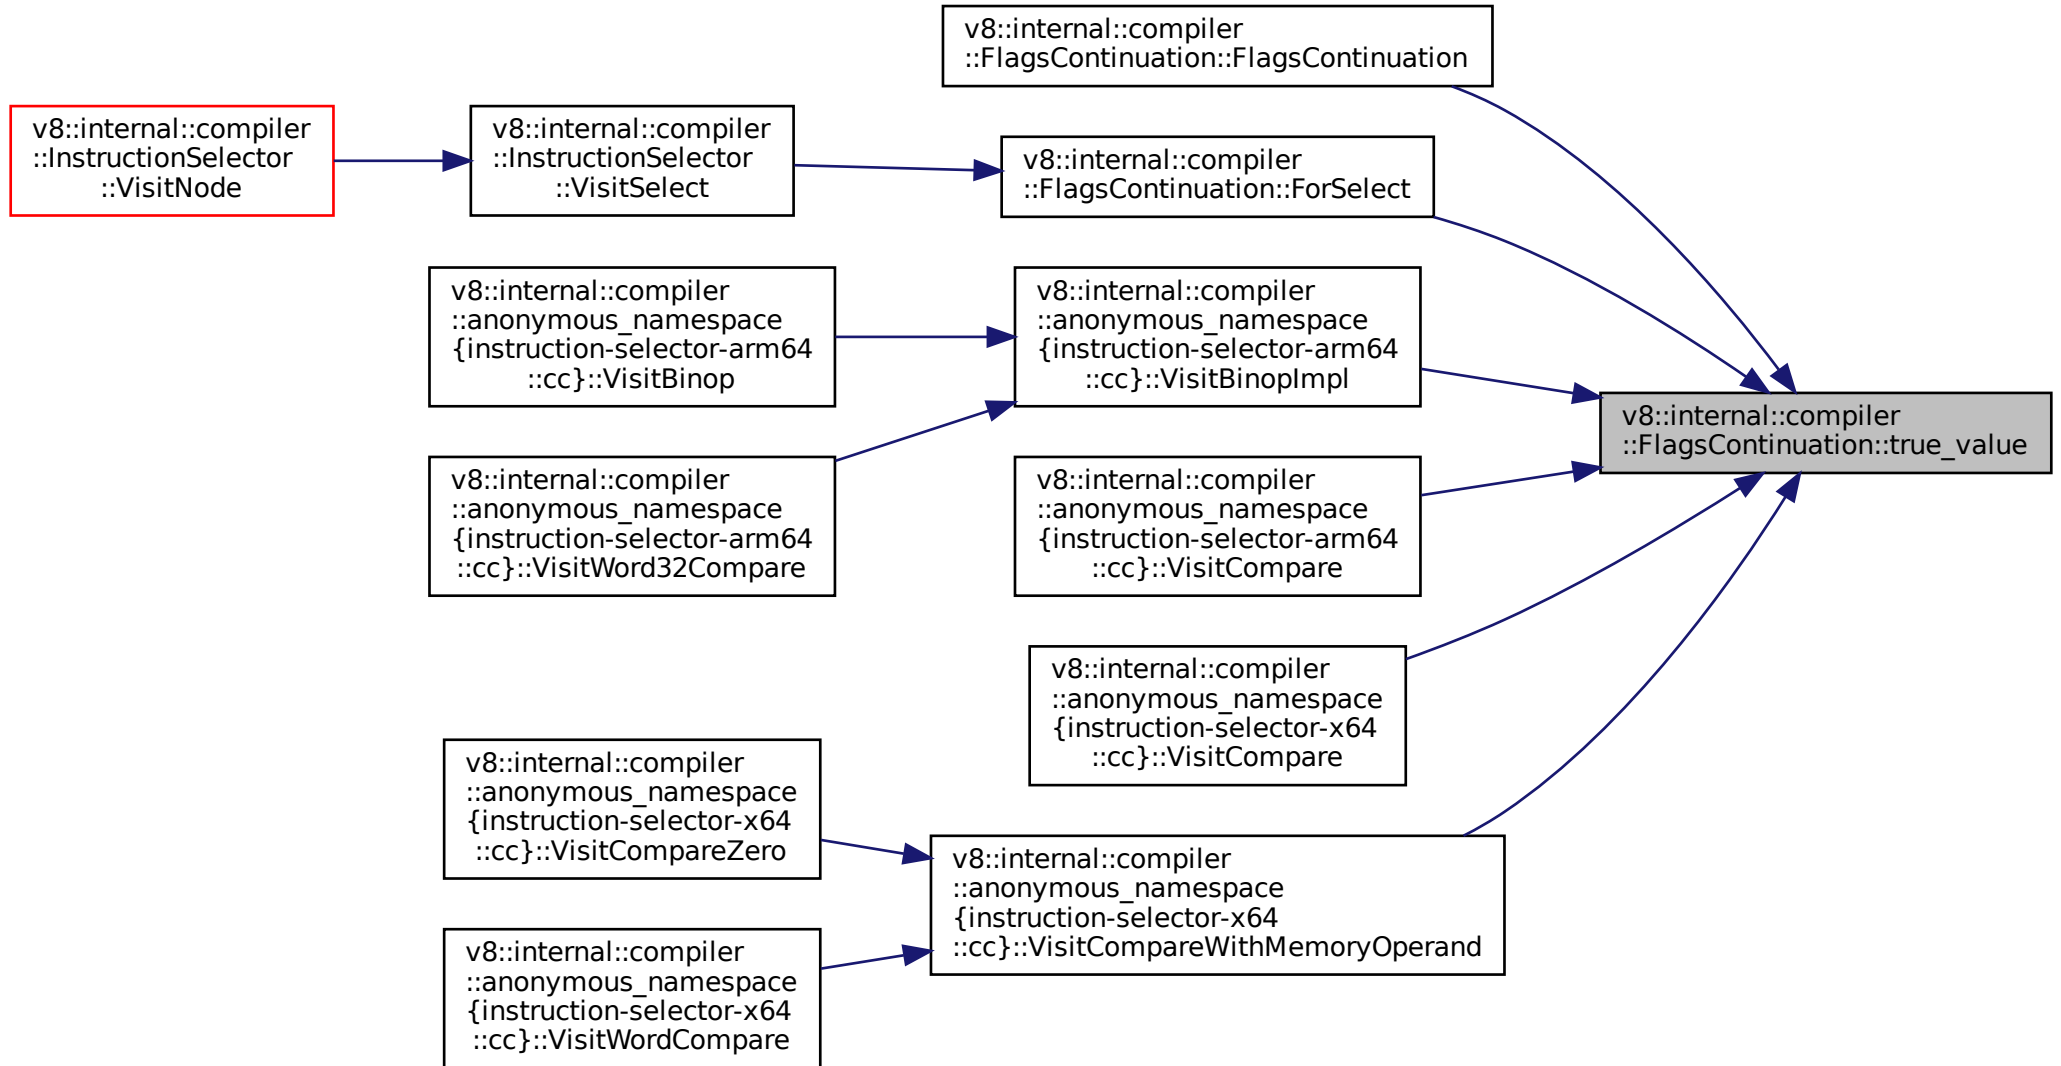 v8::internal::compiler
::FlagsContinuation::FlagsContinuation
v8::internal::compiler
::InstructionSelector
::VisitNode
v8::internal::compiler
::InstructionSelector
::VisitSelect
v8::internal::compiler
::FlagsContinuation::ForSelect
v8::internal::compiler
::anonymous_namespace
{instruction-selector-arm64
::cc}::VisitBinop
v8::internal::compiler
::anonymous_namespace
{instruction-selector-arm64
::cc}::VisitBinopImpl
v8::internal::compiler
::FlagsContinuation::true_value
v8::internal::compiler
::anonymous_namespace
{instruction-selector-arm64
::cc}::VisitWord32Compare
v8::internal::compiler
::anonymous_namespace
{instruction-selector-arm64
::cc}::VisitCompare
v8::internal::compiler
::anonymous_namespace
{instruction-selector-x64
::cc}::VisitCompare
v8::internal::compiler
::anonymous_namespace
{instruction-selector-x64
::cc}::VisitCompareZero
v8::internal::compiler
::anonymous_namespace
{instruction-selector-x64
::cc}::VisitCompareWithMemoryOperand
v8::internal::compiler
::anonymous_namespace
{instruction-selector-x64
::cc}::VisitWordCompare